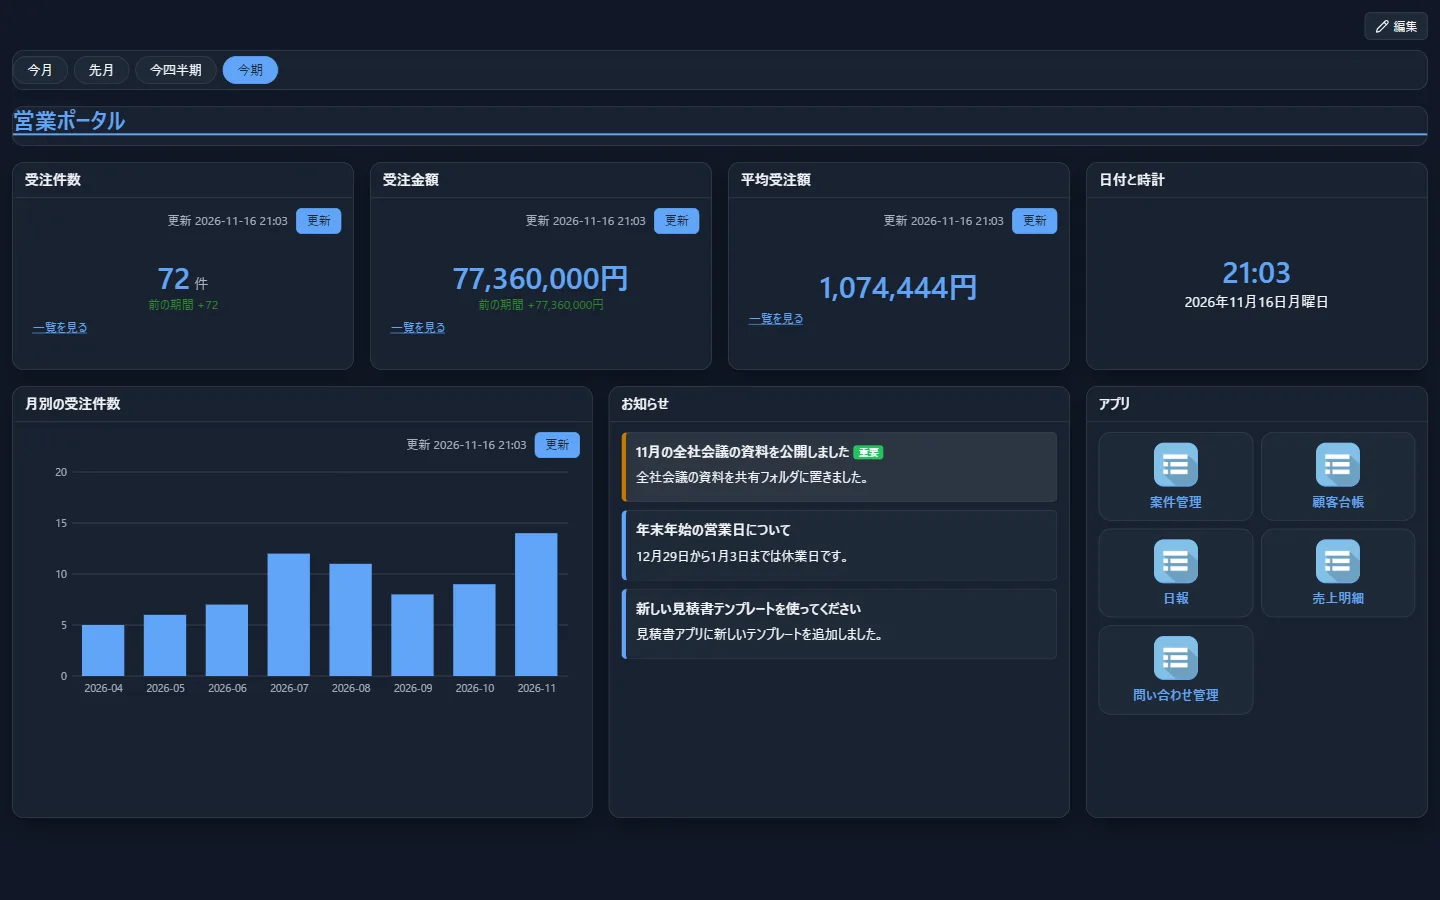 編集
今月 先月 今四半期 今期
営業ポータル
受注件数
更新 2026-11-16 21:03 更新
72 件
前の期間 +72
一覧を見る
受注金額
更新 2026-11-16 21:03 更新
77,360,000円
前の期間 +77,360,000円
一覧を見る
平均受注額
更新 2026-11-16 21:03 更新
1,074,444円
一覧を見る
日付と時計
21:03
2026年11月16日月曜日
月別の受注件数
更新 2026-11-16 21:03 更新
20
15
10
5
0
2026-04 2026-05 2026-06 2026-07 2026-08 2026-09 2026-10 2026-11
お知らせ
11月の全社会議の資料を公開しました 重要
全社会議の資料を共有フォルダに置きました。
年末年始の営業日について
12月29日から1月3日までは休業日です。
新しい見積書テンプレートを使ってください
見積書アプリに新しいテンプレートを追加しました。
アプリ
案件管理 顧客台帳
日報 売上明細
問い合わせ管理